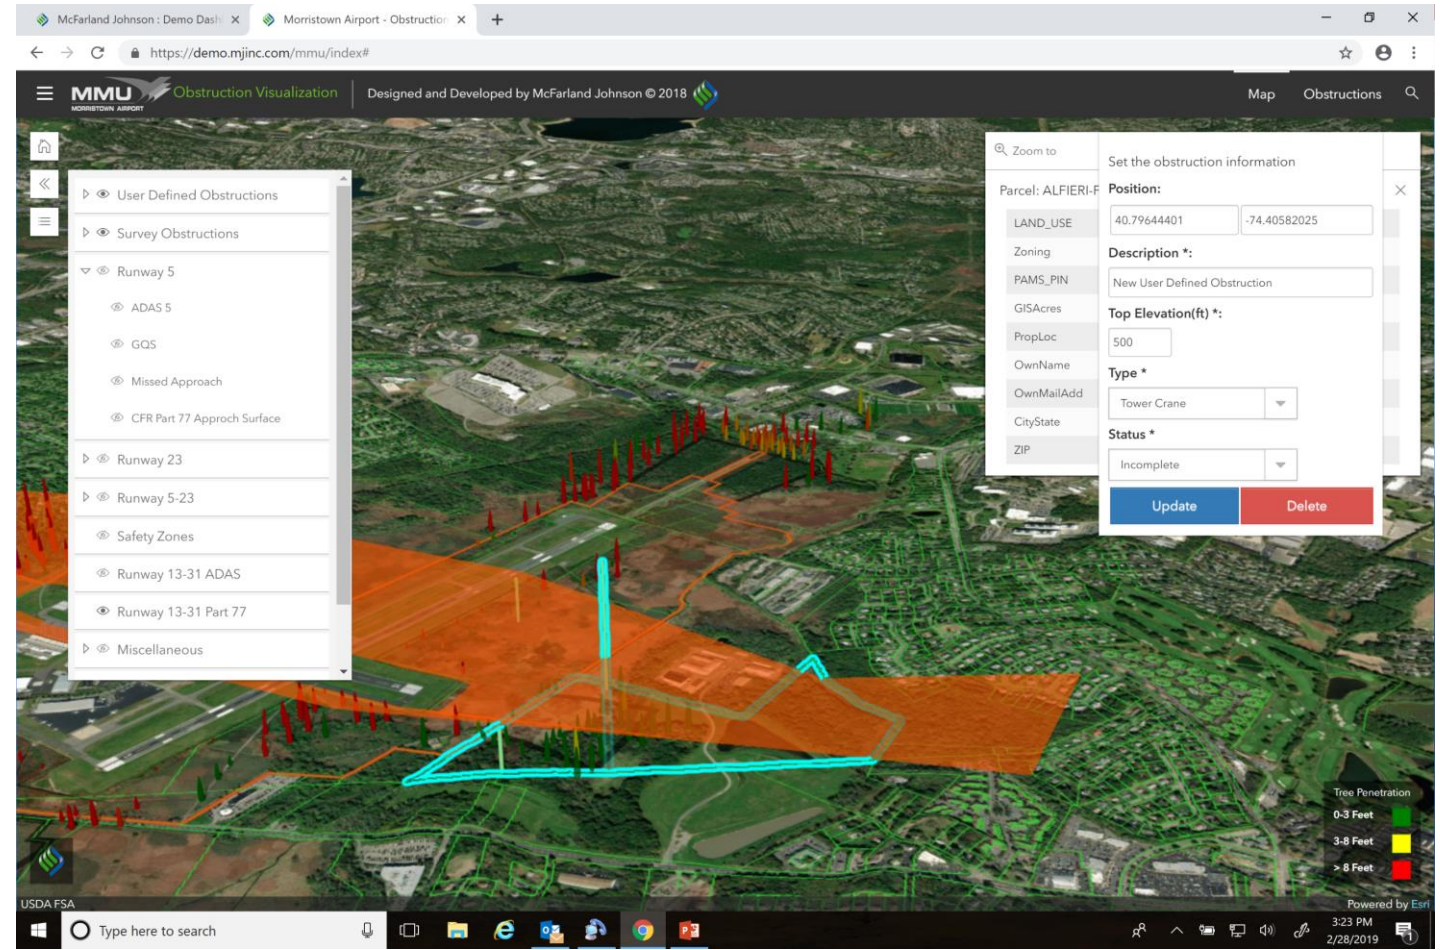 McFarland Johnson : Demo Dash
Morristown Airport - Obstruction
https://demo.mjinc.com/mmu/index#
MMU
MORRISTOWN AIRPORT
Obstruction Visualization
Designed and Developed by McFarland Johnson © 2018
Map
Obstructions
User Defined Obstructions
Survey Obstructions
Runway 5
ADAS 5
GQS
Missed Approach
CFR Part 77 Approch Surface
Runway 23
Runway 5-23
Safety Zones
Runway 13-31 ADAS
Runway 13-31 Part 77
Miscellaneous
Zoom to
Parcel: ALFIERI-F
LAND_USE
Zoning
PAMS_PIN
GISAcres
PropLoc
OwnName
OwnMailAdd
CityState
ZIP
Set the obstruction information
Position:
40.79644401
-74.40582025
Description *:
New User Defined Obstruction
Top Elevation(ft) *:
500
Type *
Tower Crane
Status *
Incomplete
Update
Delete
Tree Penetration
0-3 Feet
3-8 Feet
> 8 Feet
USDA FSA
Powered by Esri
Type here to search
3:23 PM
2/28/2019